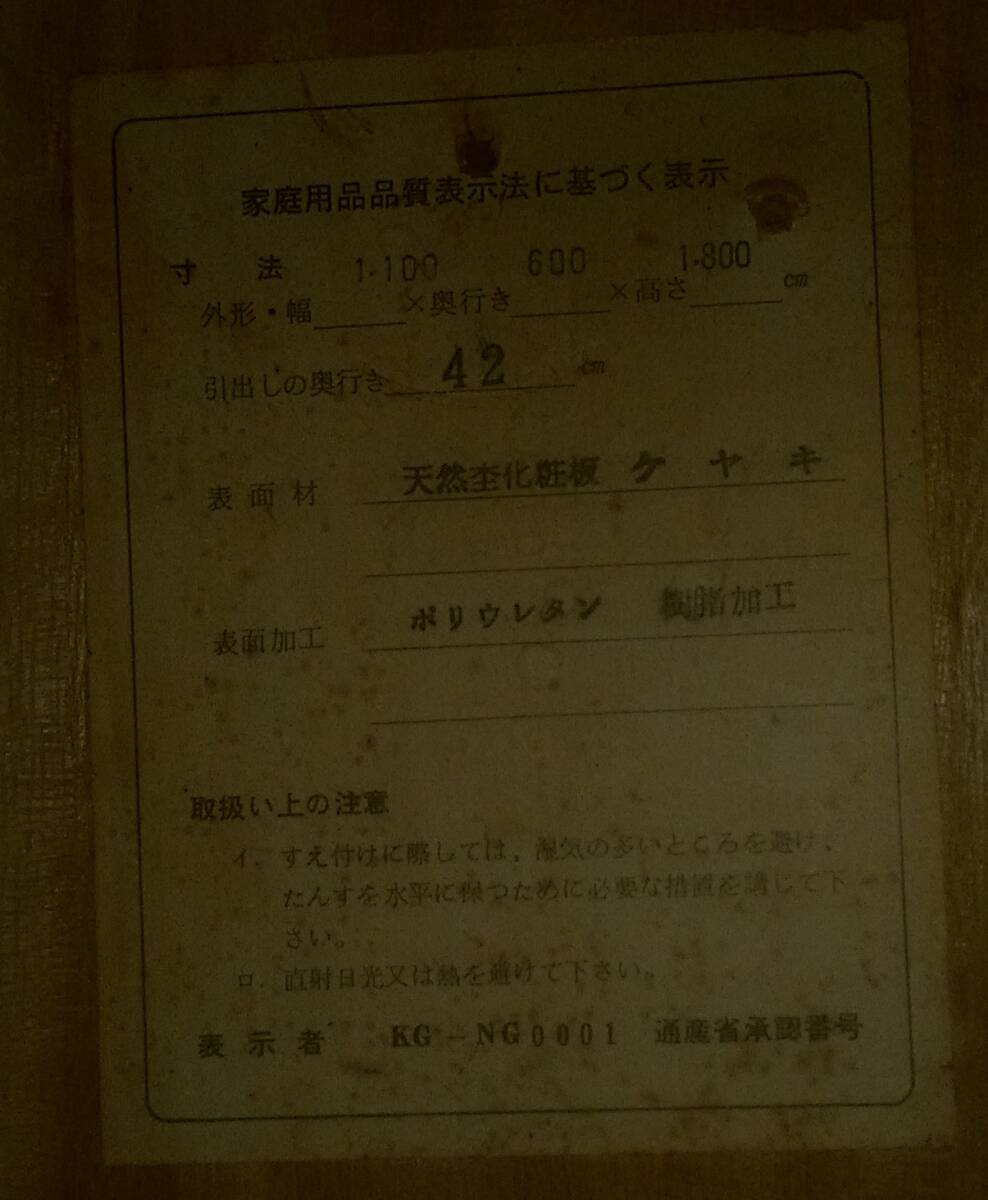 家庭用品品質表示法に基づく表示
寸法 1.100 600 1.800
外形・幅 ×奥行き ×高さ cm
引出しの奥行き 42 cm
表面材 天然杢化粧板 ケヤキ
表面加工 ポリウレタン 樹脂加工
取扱い上の注意
イ. すえ付けに際しては、湿気の多いところを避け、
たんすを水平に保つために必要な措置を講じて下
さい。
ロ. 直射日光又は熱を避けて下さい。
表示者 KG-NG0001 通産省承認番号